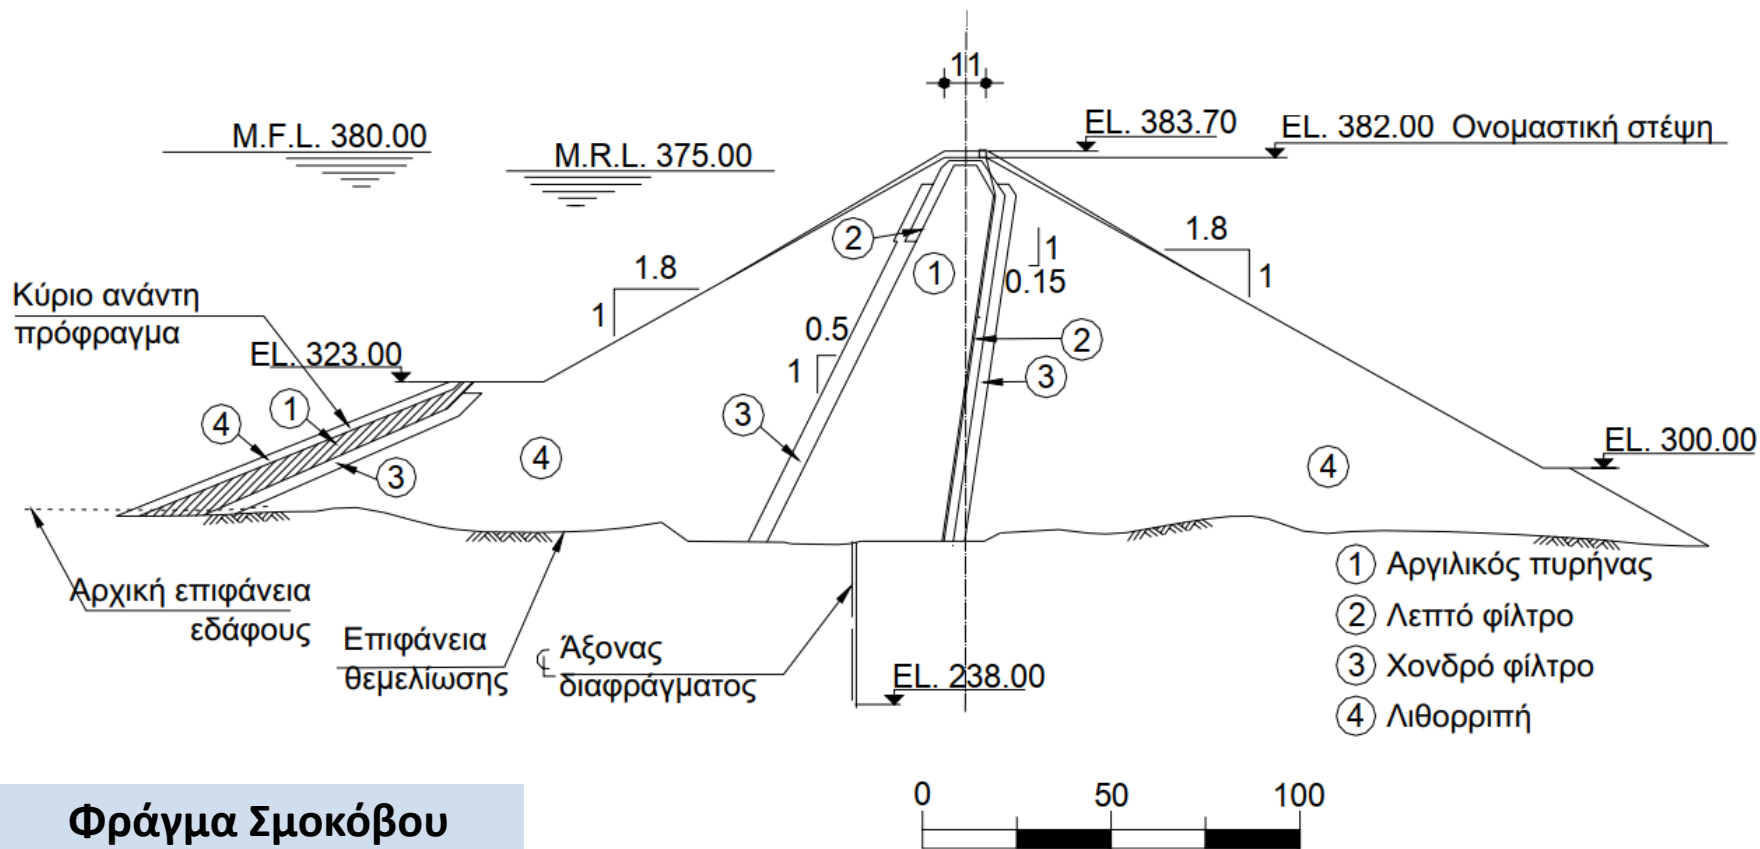 11
EL. 383.70
EL. 382.00 Ονομαστική στέψη
M.F.L. 380.00
M.R.L. 375.00
2
1
1
0.15
1.8
1
1.8
1
Κύριο ανάντη
πρόφραγμα
EL. 323.00
0.5
1
2
3
1
4
3
3
4
4
EL. 300.00
Αρχική επιφάνεια
εδάφους
Επιφάνεια
θεμελίωσης
Άξονας
διαφράγματος
EL. 238.00
1 Αργιλικός πυρήνας
2 Λεπτό φίλτρο
3 Χονδρό φίλτρο
4 Λιθορριπή
0 50 100
Φράγμα Σμοκόβου